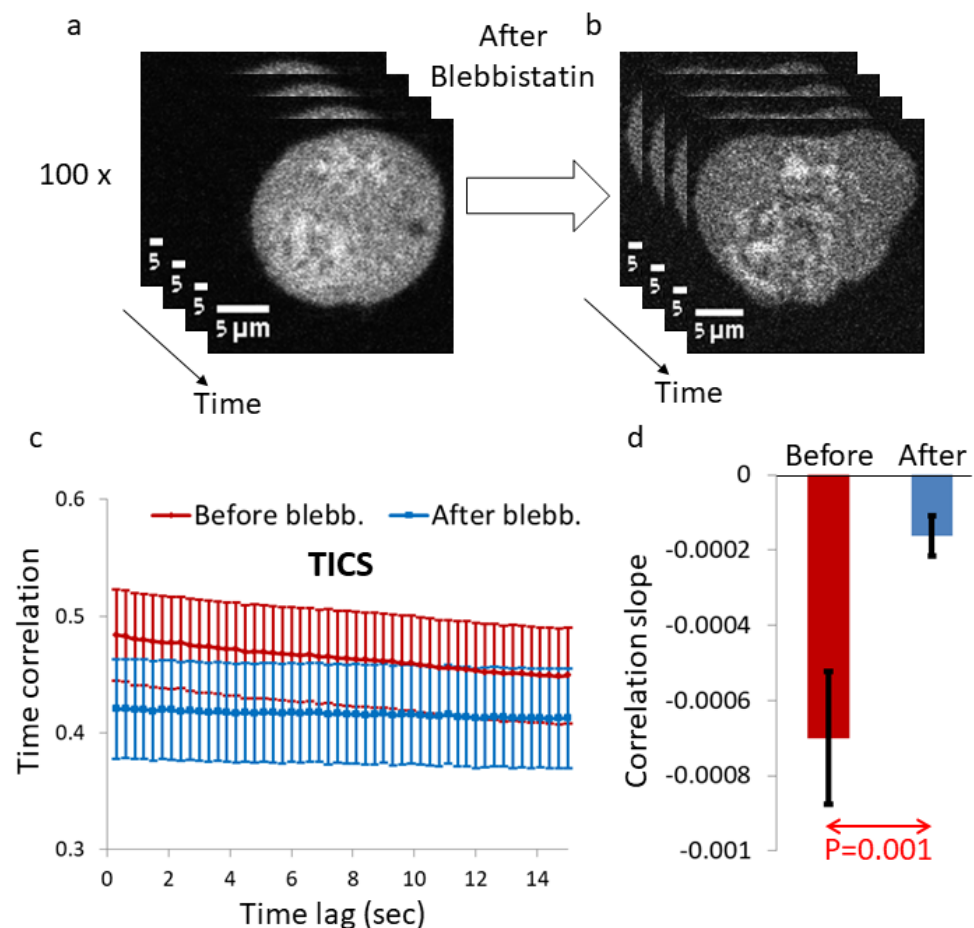 a
After
Blebbistatin
b
100 x
5
5
5
5 µm
5
5
5
5 µm
Time
Time
c
0.6
0.5
0.4
0.3
Time correlation
Before blebb.
After blebb.
TICS
0 2 4 6 8 10 12 14
Time lag (sec)
d
Before After
0
-0.0002
-0.0004
-0.0006
-0.0008
-0.001
Correlation slope
P=0.001